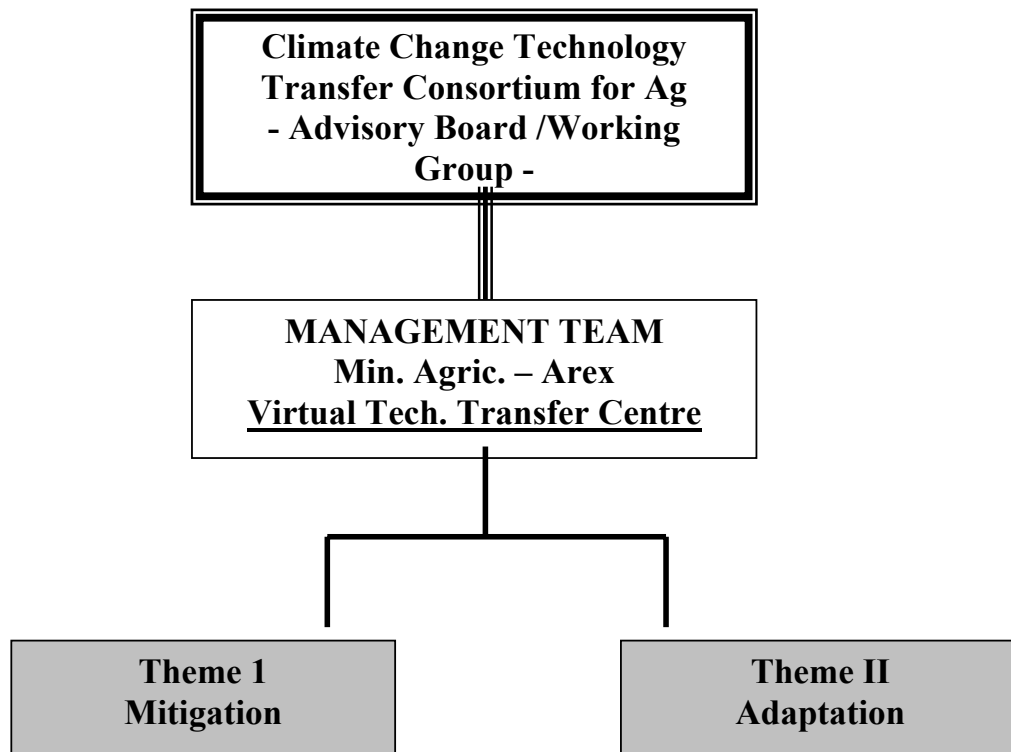 Climate Change Technology
Transfer Consortium for Ag
- Advisory Board /Working
Group -
MANAGEMENT TEAM
Min. Agric. – Arex
Virtual Tech. Transfer Centre
Theme 1
Mitigation
Theme II
Adaptation